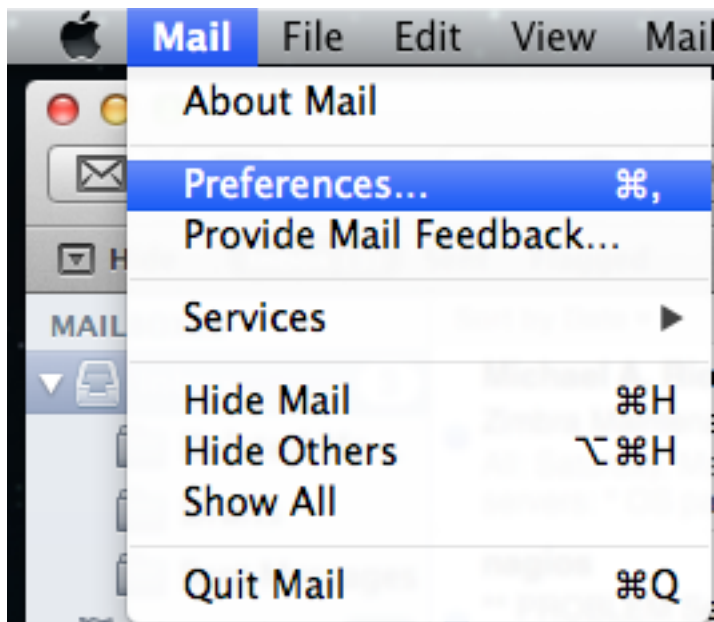 Mail File Edit View Mail
About Mail
Preferences... ⌘,
Provide Mail Feedback...
Services ▶
Hide Mail ⌘H
Hide Others ⌥⌘H
Show All
Quit Mail ⌘Q
MAIL